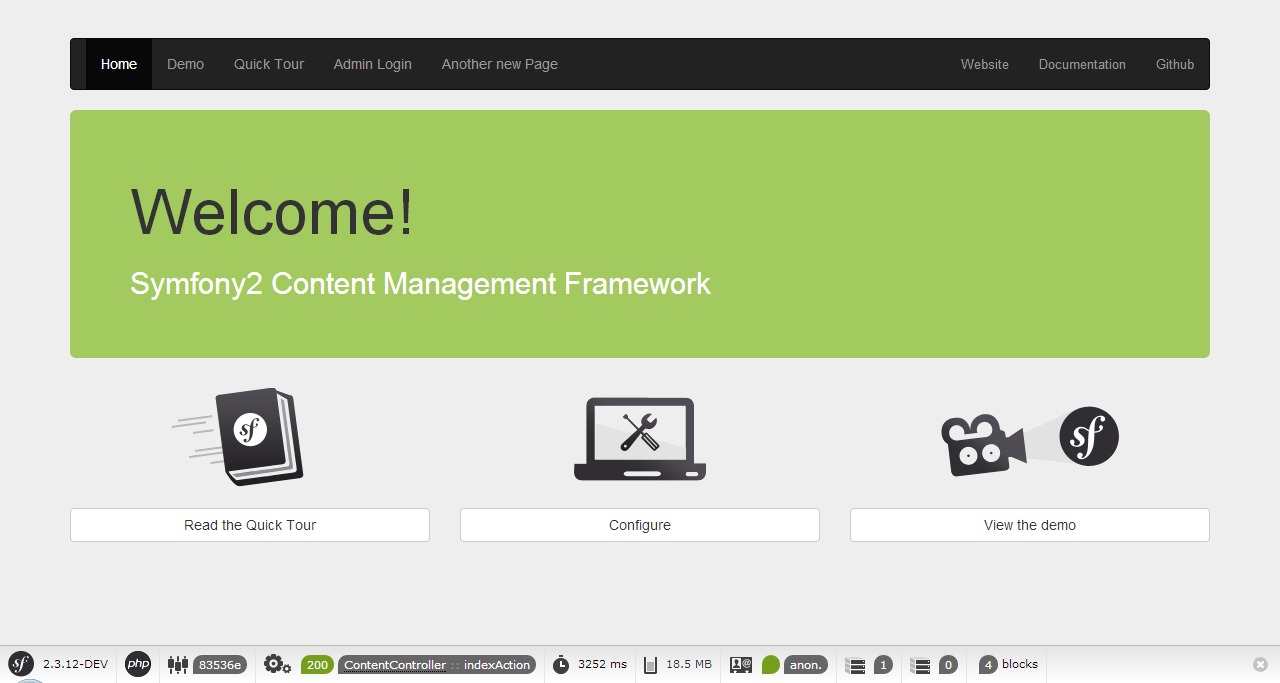 Home Demo Quick Tour Admin Login Another new Page Website Documentation Github
Welcome!
Symfony2 Content Management Framework
sf
sf
Read the Quick Tour Configure View the demo
sf 2.3.12-DEV php 83536e 200 ContentController :: indexAction 3252 ms 18.5 MB anon. 1 0 4 blocks